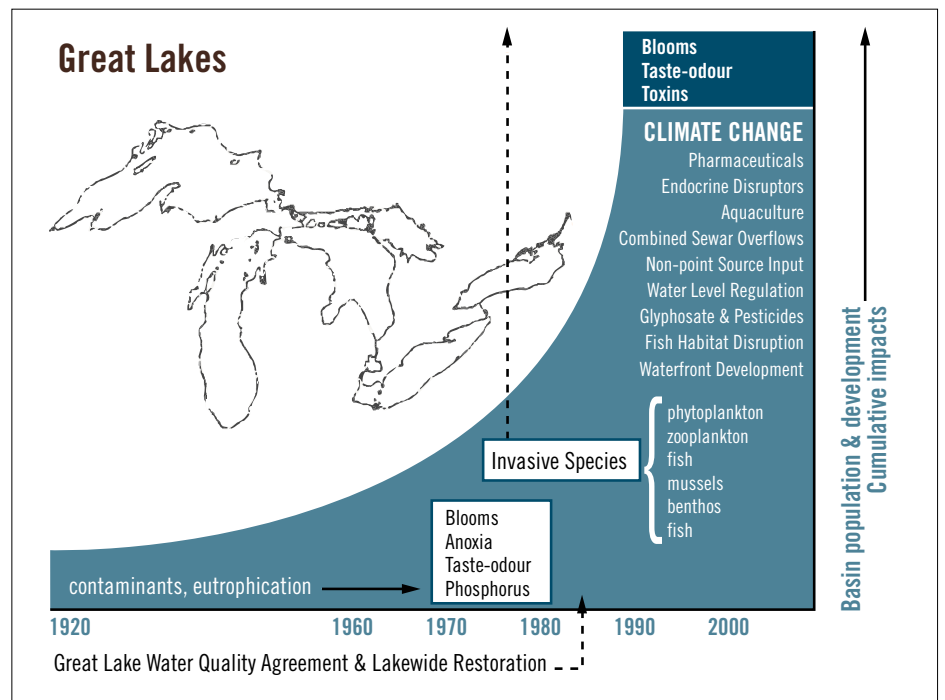 Great Lakes
Blooms
Taste-odour
Toxins
CLIMATE CHANGE
Pharmaceuticals
Endocrine Disruptors
Aquaculture
Combined Sewar Overflows
Non-point Source Input
Water Level Regulation
Glyphosate & Pesticides
Fish Habitat Disruption
Waterfront Development
Invasive Species
phytoplankton
zooplankton
fish
mussels
benthos
fish
Blooms
Anoxia
Taste-odour
Phosphorus
contaminants, eutrophication
1920 1960 1970 1980 1990 2000
Great Lake Water Quality Agreement & Lakewide Restoration
Basin population & development
Cumulative impacts